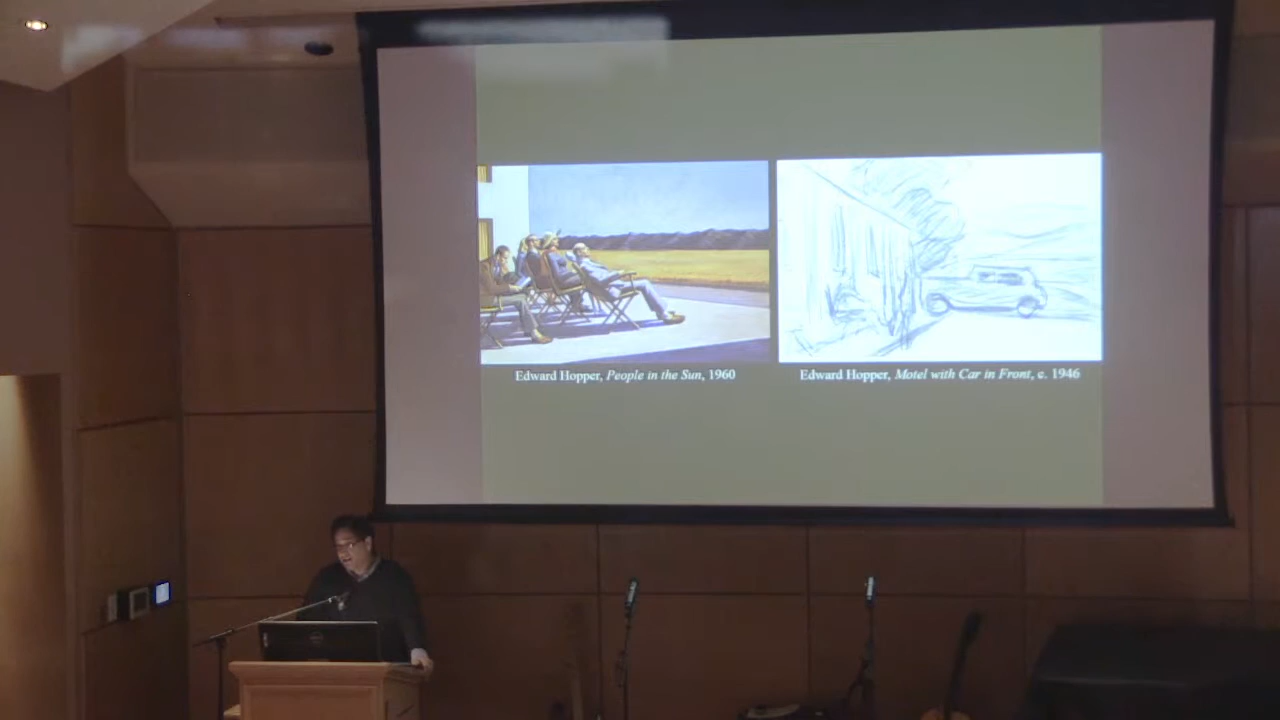 Edward Hopper, People in the Sun, 1960
Edward Hopper, Motel with Car in Front, c. 1946